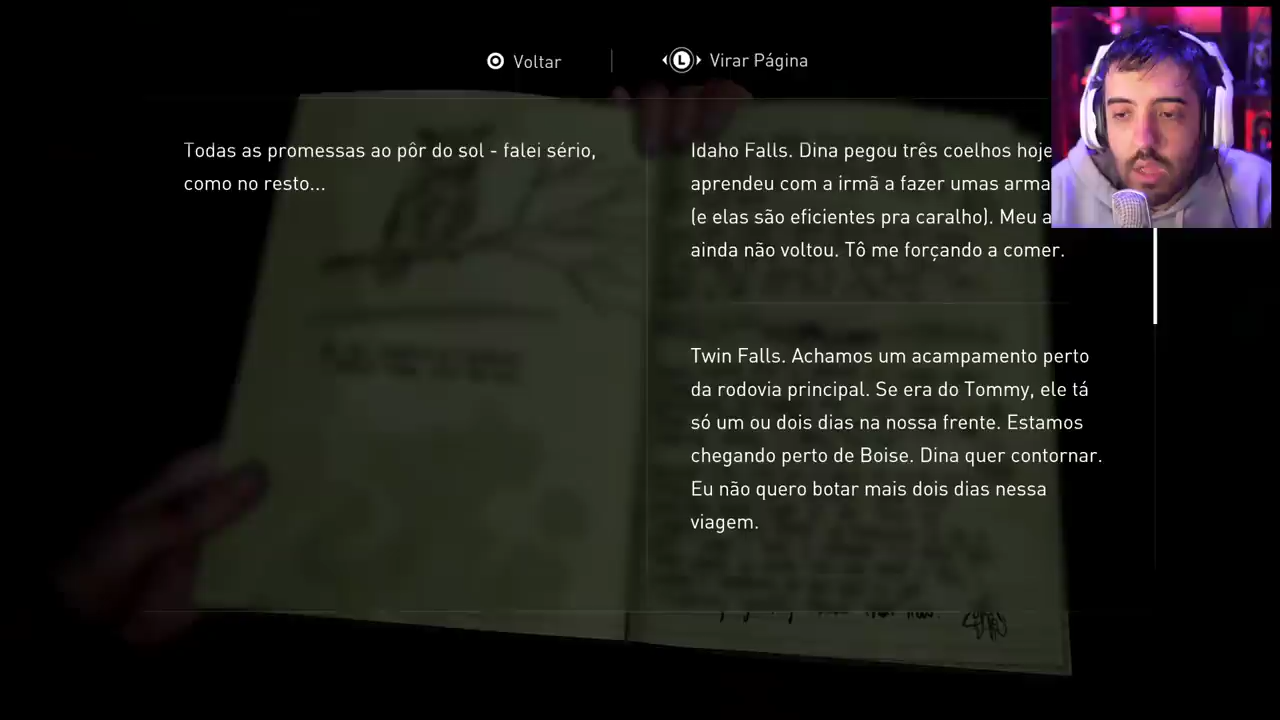 Voltar
L Virar Página
Todas as promessas ao pôr do sol - falei sério,
como no resto...
Idaho Falls. Dina pegou três coelhos hoje
aprendeu com a irmã a fazer umas
(e elas são eficientes pra caralho). Meu
ainda não voltou. Tô me forçando a comer.
Twin Falls. Achamos um acampamento perto
da rodovia principal. Se era do Tommy, ele tá
só um ou dois dias na nossa frente. Estamos
chegando perto de Boise. Dina quer contornar.
Eu não quero botar mais dois dias nessa
viagem.